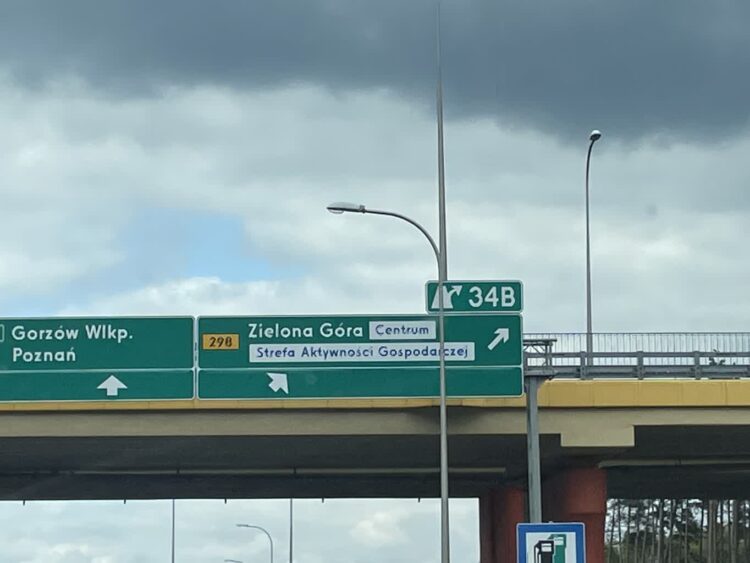 Gorzów Wlkp.
Poznań
34B
298
Zielona Góra Centrum
Strefa Aktywności Gospodarczej